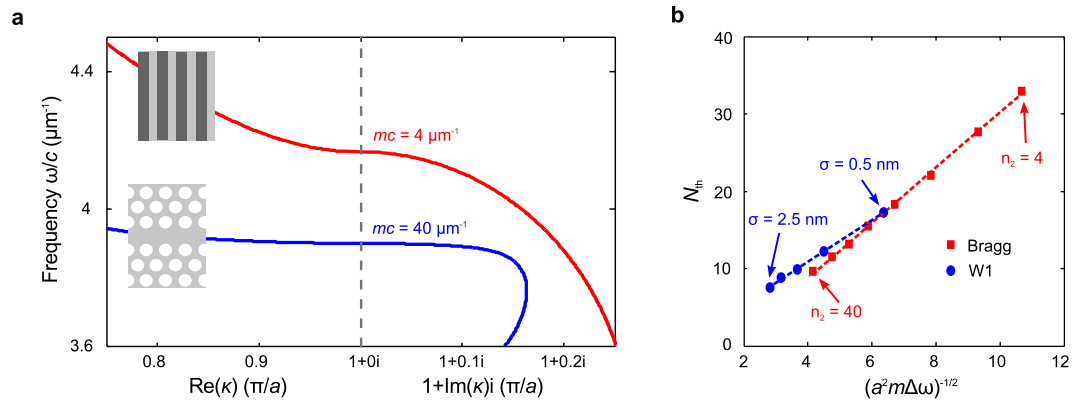 a
Frequency ω/c (μm⁻¹)
4.4
4
3.6
mc = 4 μm⁻¹
mc = 40 μm⁻¹
0.8
0.9
1+0i
1+0.1i
1+0.2i
Re(κ) (π/a)
1+Im(κ)i (π/a)
b
N_th
40
30
20
10
0
σ = 0.5 nm
n₂ = 4
σ = 2.5 nm
Bragg
W1
n₂ = 40
2
4
6
8
10
12
(a²mΔω)⁻¹/²